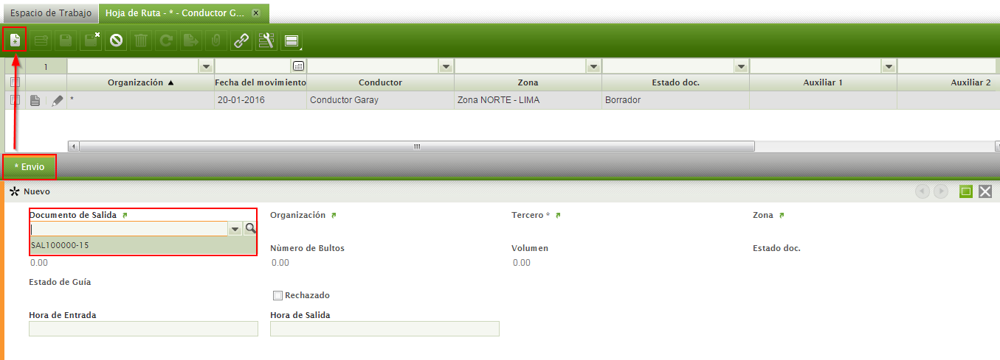 Espacio de Trabajo Hoja de Ruta - * - Conductor G...
1
Organización Fecha del movimiento Conductor Zona Estado doc. Auxiliar 1 Auxiliar 2
* 20-01-2016 Conductor Garay Zona NORTE - LIMA Borrador
* Envio
Nuevo
Documento de Salida Organización Tercero * Zona
SAL100000-15 Nùmero de Bultos Volumen Estado doc.
0.00 0.00 0.00
Estado de Guía
Rechazado
Hora de Entrada Hora de Salida